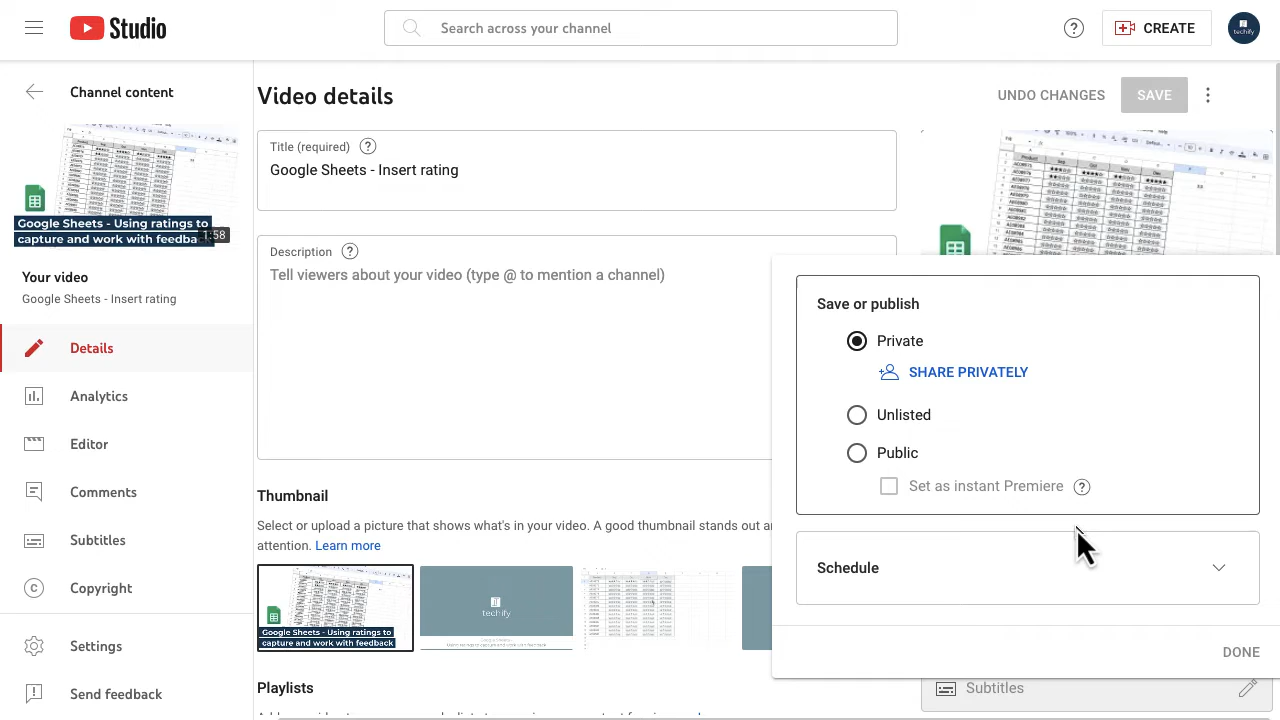 Studio
Search across your channel
CREATE
techify
Channel content
Google Sheets - Using ratings to
capture and work with feedba
1:58
Your video
Google Sheets - Insert rating
Details
Analytics
Editor
Comments
Subtitles
Copyright
Settings
Send feedback
Video details
UNDO CHANGES
SAVE
Title (required)
Google Sheets - Insert rating
Description
Tell viewers about your video (type @ to mention a channel)
Thumbnail
Select or upload a picture that shows what's in your video. A good thumbnail stands out
attention. Learn more
Google Sheets - Using ratings to
capture and work with feedback
techify
Playlists
Save or publish
Private
SHARE PRIVATELY
Unlisted
Public
Set as instant Premiere
Schedule
DONE
Subtitles